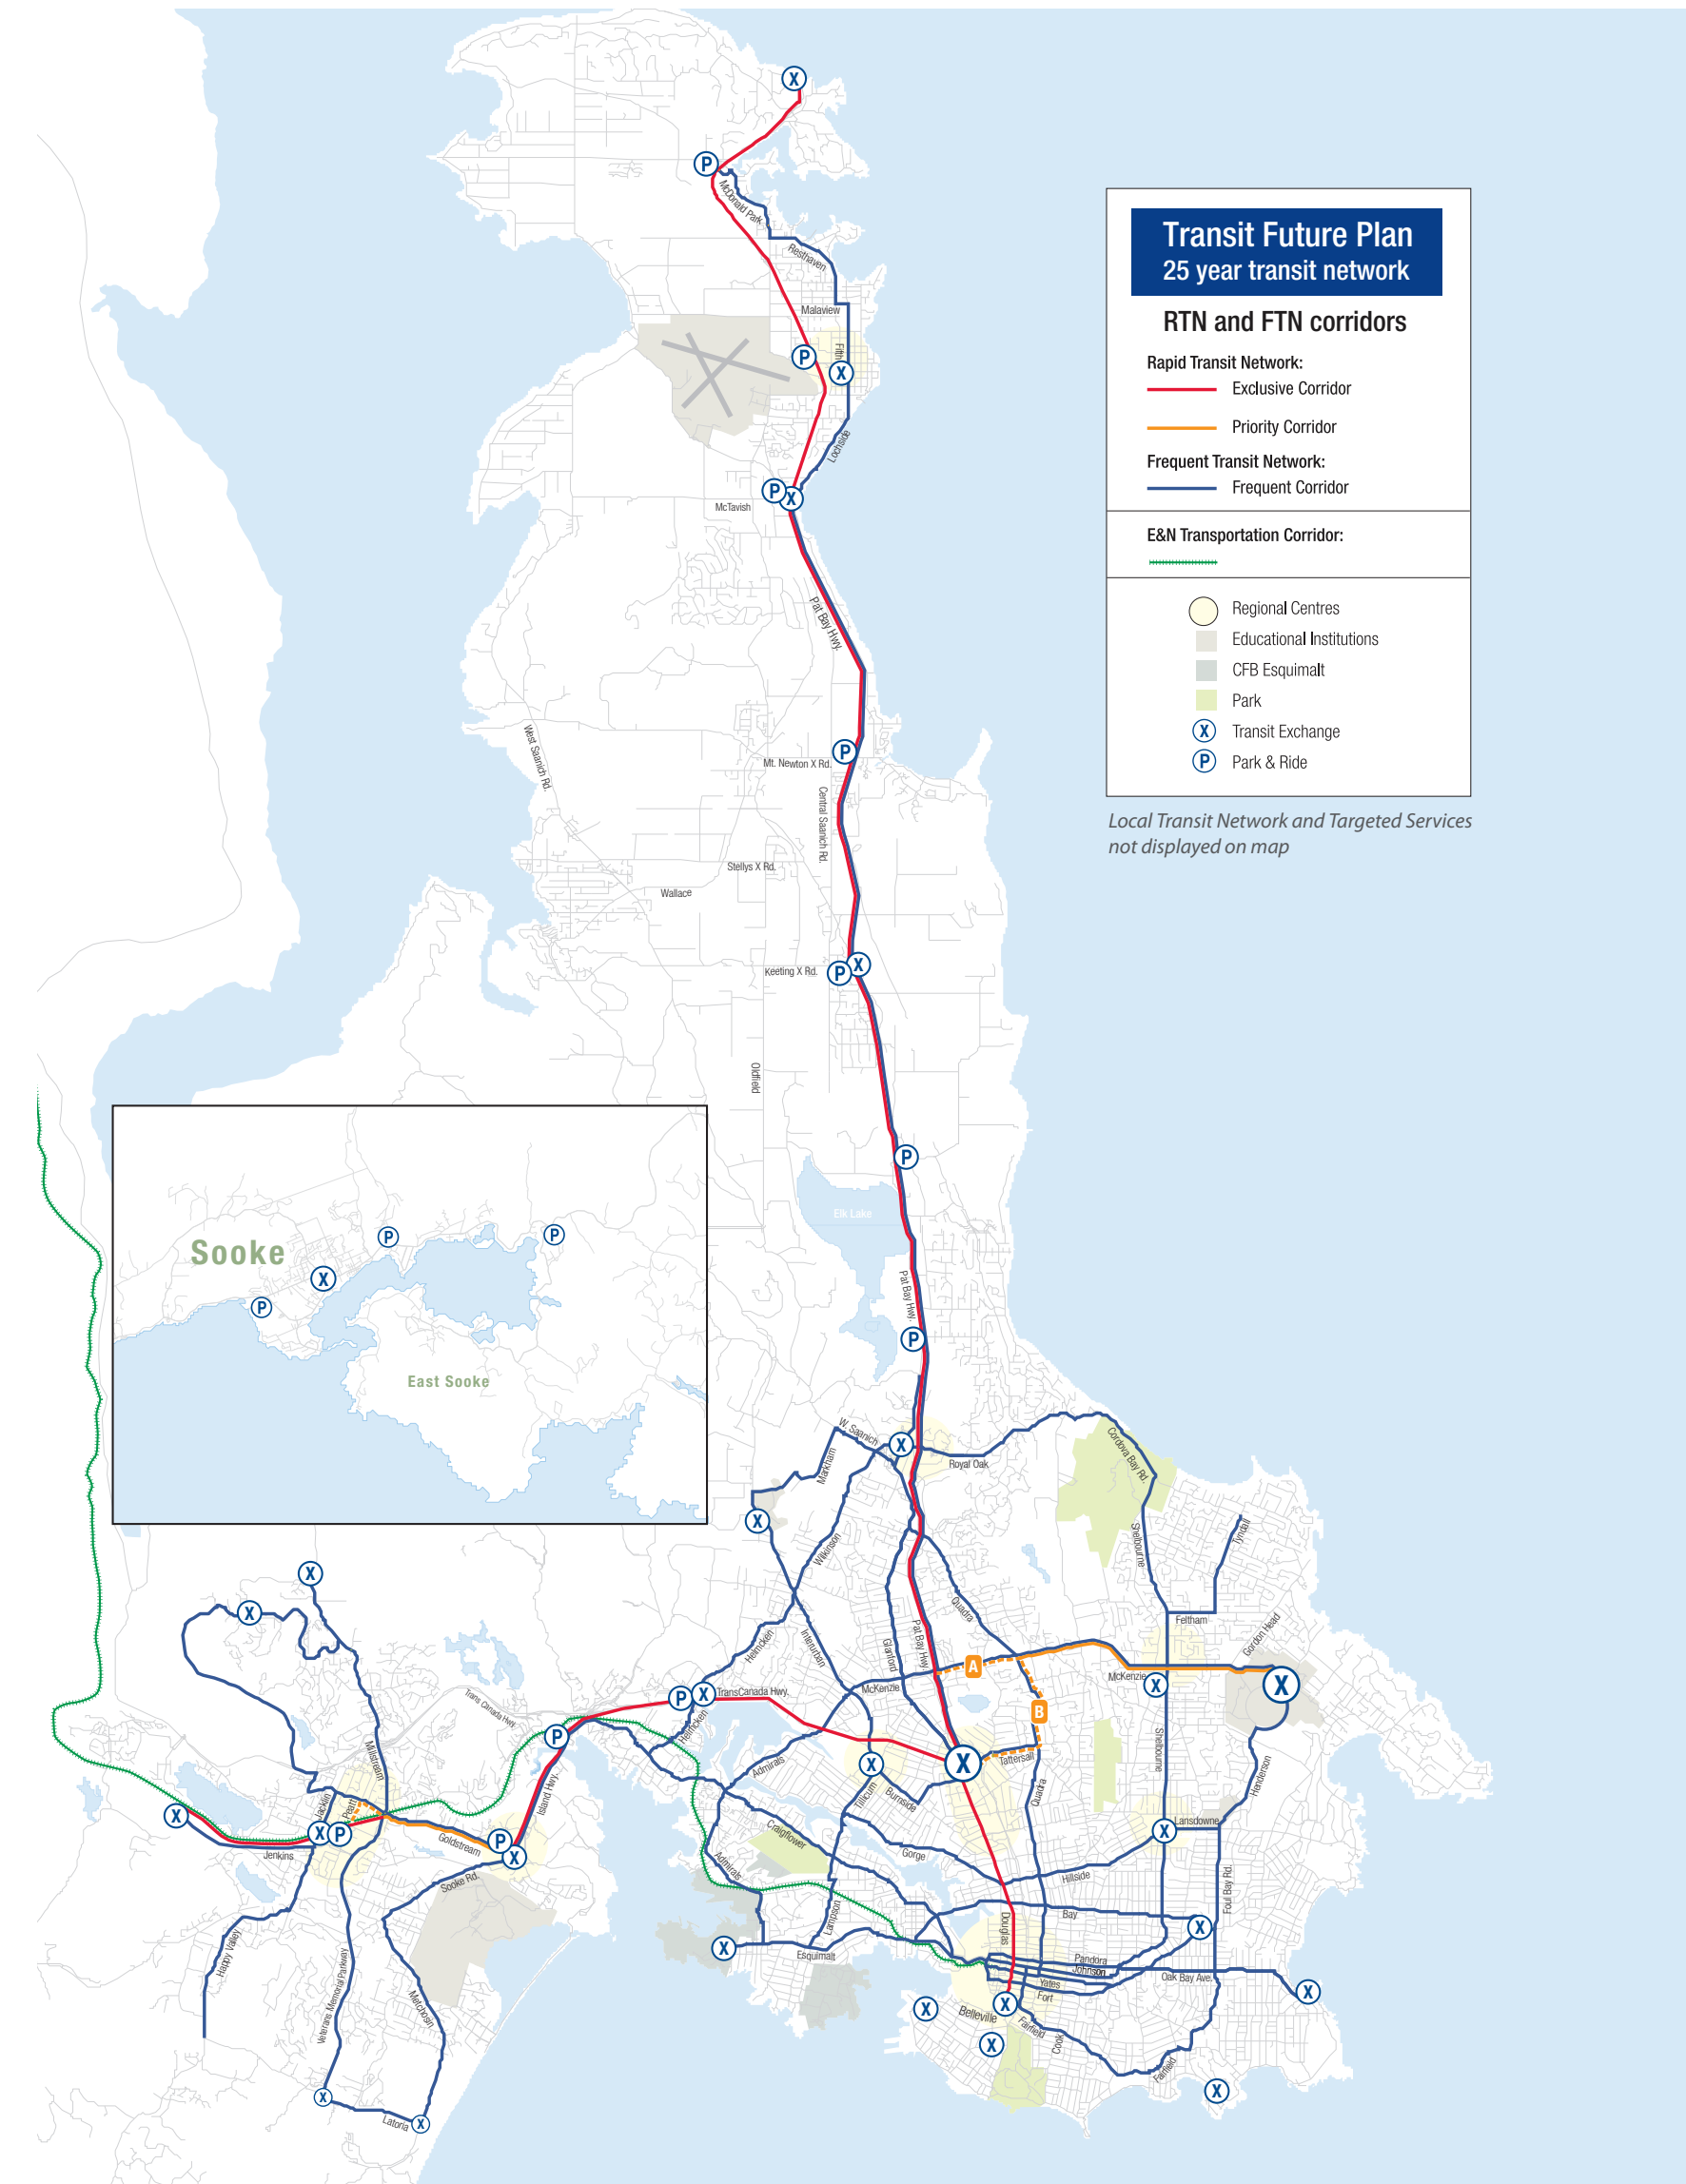 X
P
McDonald Park
Resthaven
Malaview
Fifth
P
X
Lochside
P
X
McTavish
Pat Bay Hwy.
West Saanich Rd.
P
Mt. Newton X Rd.
Central Saanich Rd.
Stellys X Rd.
Wallace
X
P
Keeting X Rd.
Oldfield
P
Elk Lake
Pat Bay Hwy.
P
Transit Future Plan
25 year transit network
RTN and FTN corridors
Rapid Transit Network:
Exclusive Corridor
Priority Corridor
Frequent Transit Network:
Frequent Corridor
E&N Transportation Corridor:
Regional Centres
Educational Institutions
CFB Esquimalt
Park
X Transit Exchange
P Park & Ride
Local Transit Network and Targeted Services
not displayed on map
Sooke
P
P
X
P
East Sooke
W. Saanich
X
Royal Oak
Markham
Cordova Bay Rd.
X
Wilkinson
Shelbourne
Tyndall
Feltham
Quadra
Gordon Head
Interurban
Glanford
Pat Bay Hwy.
Helmcken
A
McKenzie
McKenzie
X
X
B
P
X
TransCanada Hwy.
Helmcken
Trans Canada Hwy.
P
X
X
Millstream
Admirals
X
X
Tattersall
Shelbourne
Henderson
Tillicum
Burnside
Quadra
Island Hwy.
Jacklin
Peatt
X
X
P
Goldstream
P
X
Jenkins
Sooke Rd.
Craigflower
Gorge
Lansdowne
X
Admirals
Hillside
Foul Bay Rd.
Happy Valley
Veterans Memorial Parkway
Metchosin
Lampson
Bay
X
Douglas
X
Esquimalt
Pandora
Johnson
Yates
Fort
Oak Bay Ave.
X
X
X
Belleville
Fairfield
Cook
X
Fairfield
X
X
Latoria
X